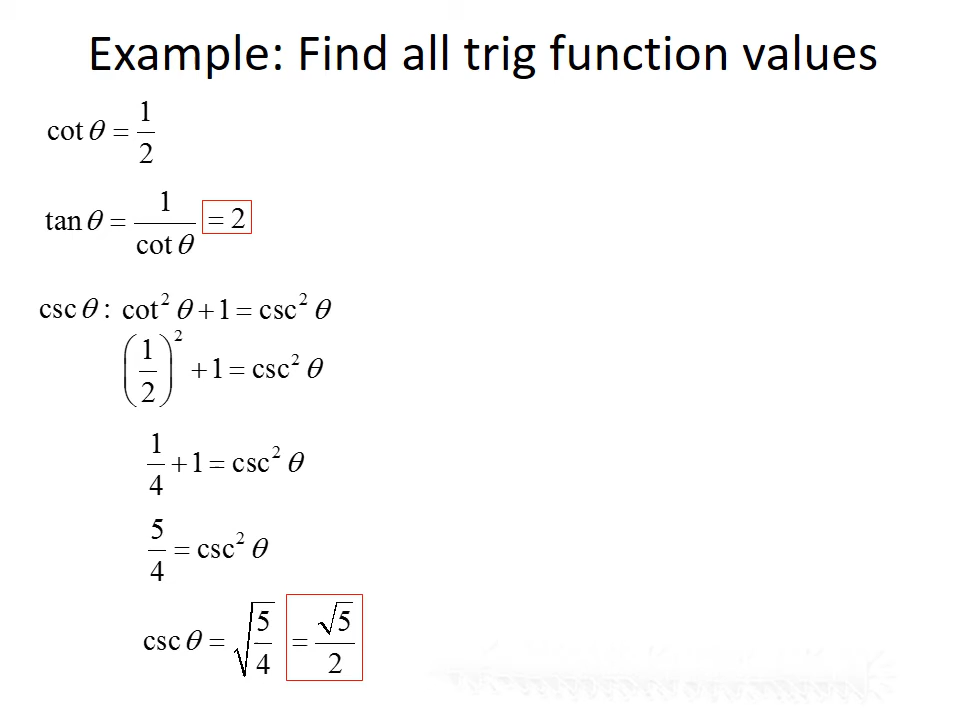 Example: Find all trig function values
cot θ = 1/2
tan θ = 1/cot θ = 2
csc θ : cot² θ + 1 = csc² θ
(1/2)² + 1 = csc² θ
1/4 + 1 = csc² θ
5/4 = csc² θ
csc θ = √(5/4) = √5/2